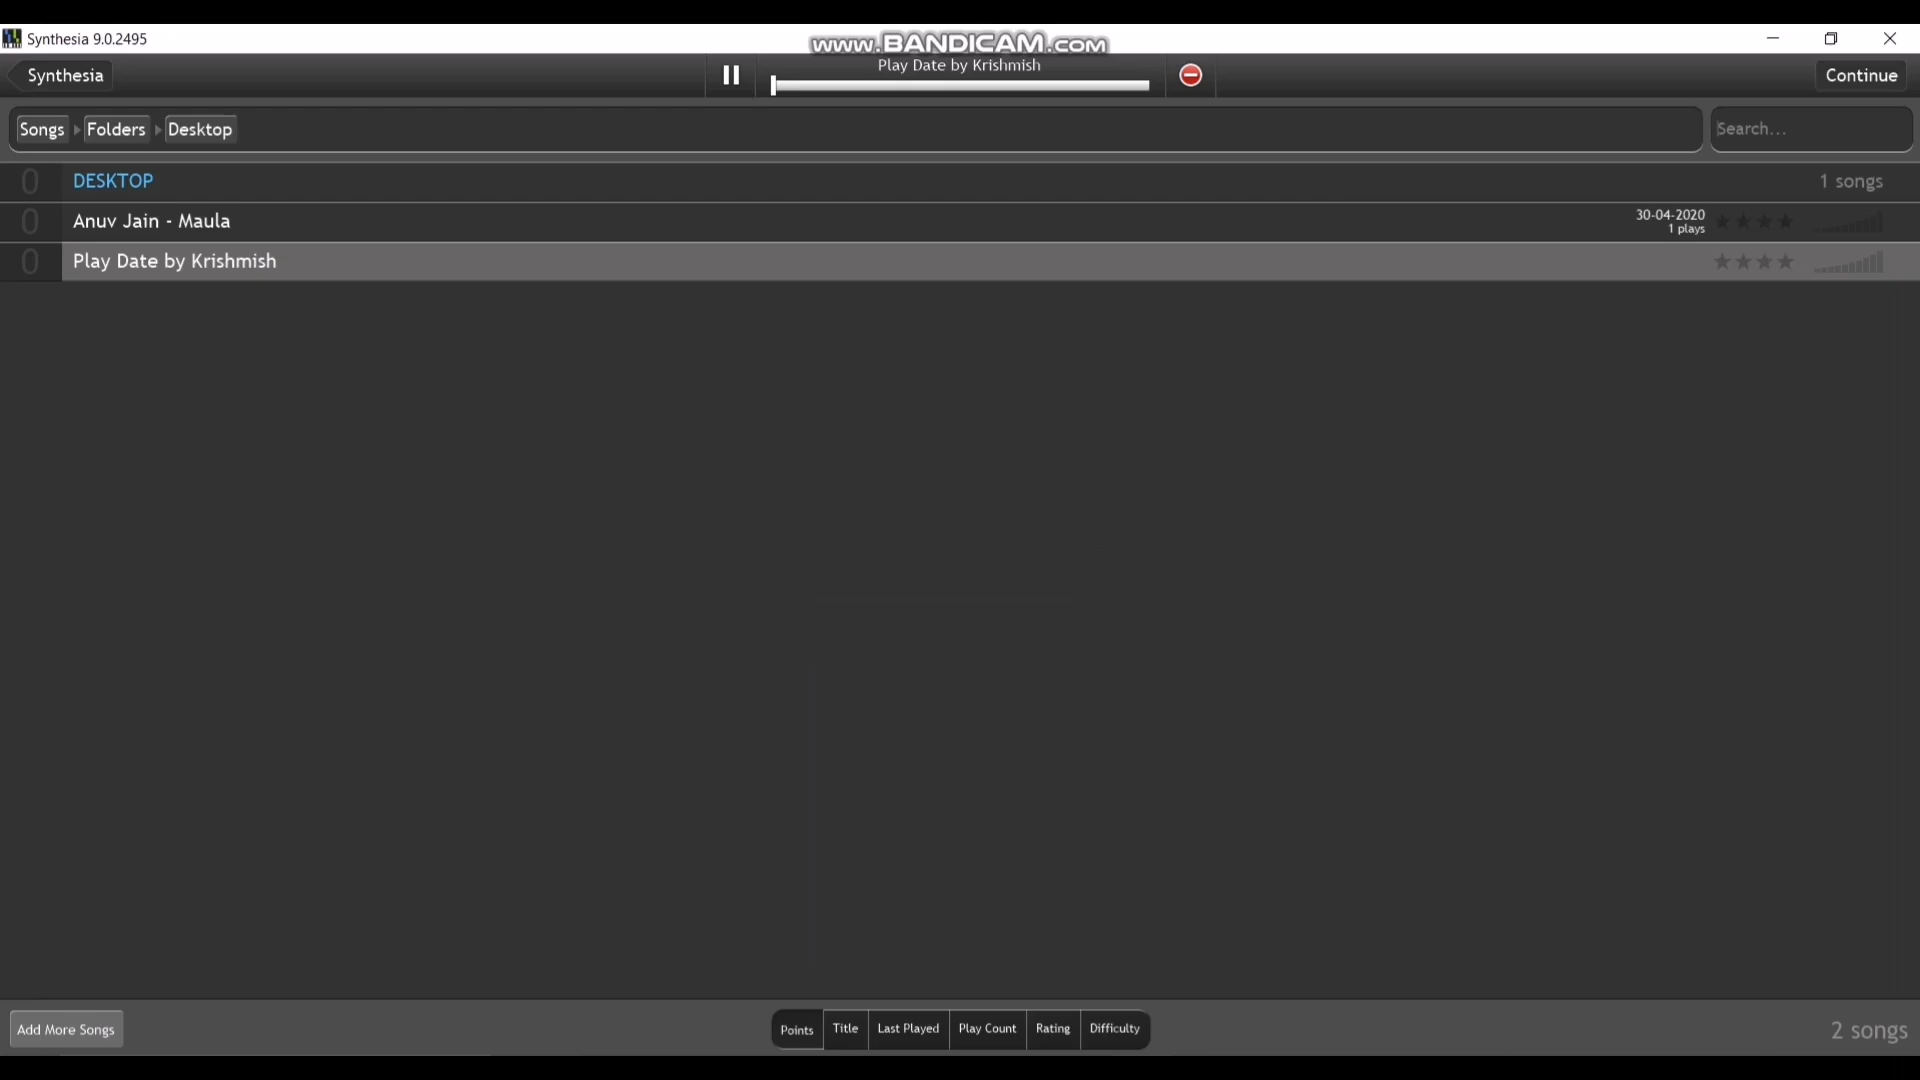 Synthesia 9.0.2495
www.BANDICAM.com
Synthesia
Play Date by Krishmish
Continue
Songs Folders Desktop
Search...
0 DESKTOP 1 songs
0 Anuv Jain - Maula 30-04-2020
1 plays
0 Play Date by Krishmish
Add More Songs
Points Title Last Played Play Count Rating Difficulty
2 songs